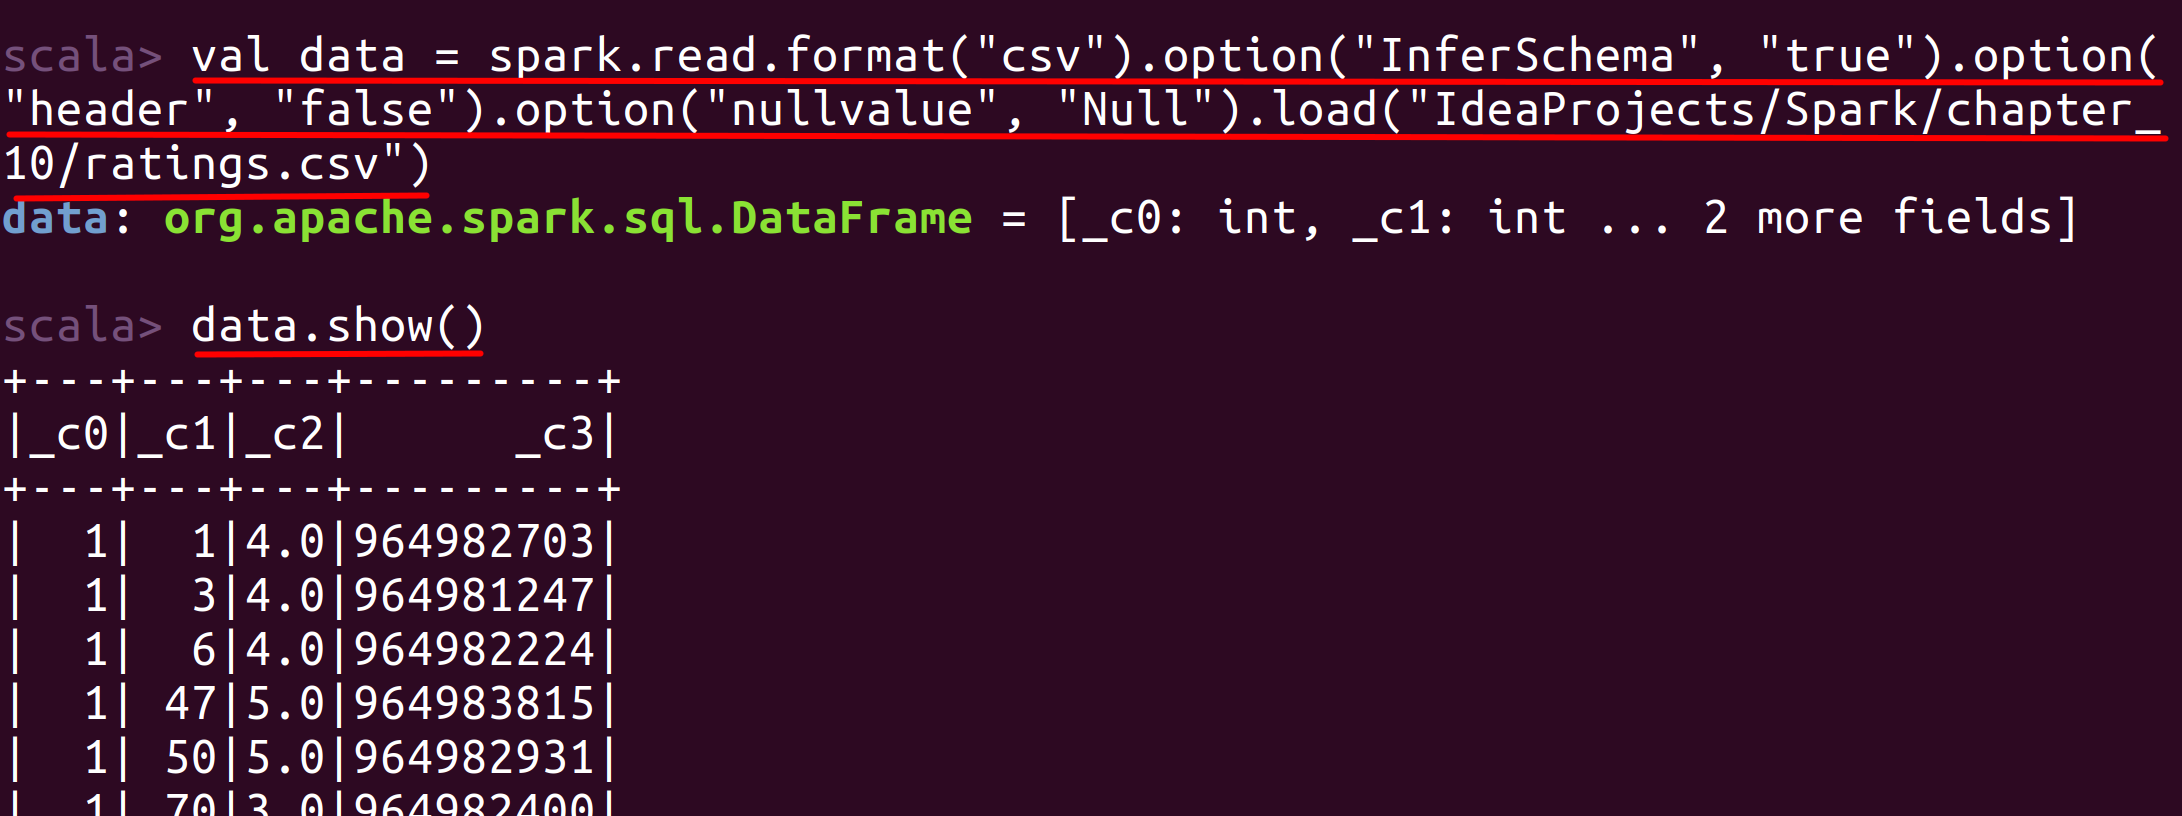 scala> val data = spark.read.format("csv").option("InferSchema", "true").option(
"header", "false").option("nullvalue", "Null").load("IdeaProjects/Spark/chapter_
10/ratings.csv")
data: org.apache.spark.sql.DataFrame = [_c0: int, _c1: int ... 2 more fields]
scala> data.show()
+---+---+---+---------+
|_c0|_c1|_c2|      _c3|
+---+---+---+---------+
|  1|  1|4.0|964982703|
|  1|  3|4.0|964981247|
|  1|  6|4.0|964982224|
|  1| 47|5.0|964983815|
|  1| 50|5.0|964982931|
|  1| 70|3.0|964982400|